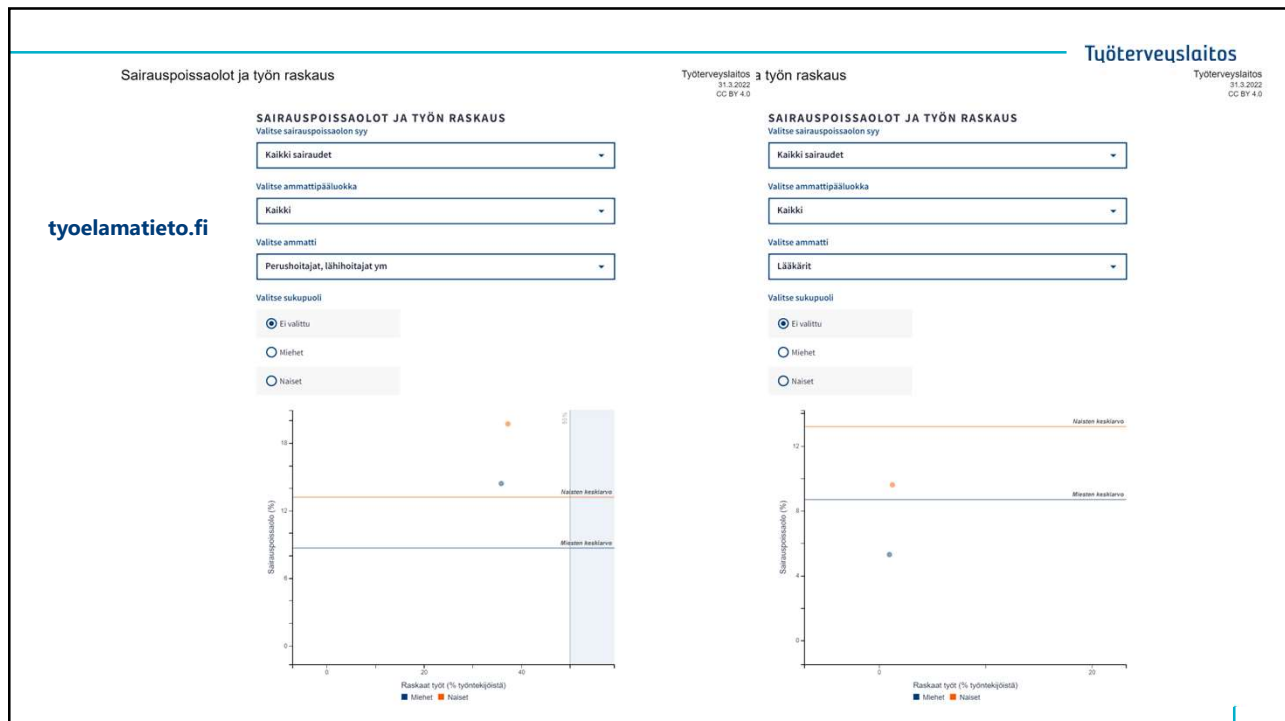 Työterveyslaitos
tyoelamatieto.fi
Sairauspoissaolot ja työn raskaus
Työterveyslaitos
31.3.2022
CC BY 4.0
SAIRAUSPOISSAOLOT JA TYÖN RASKAUS
Valitse sairauspoissaolon syy
Kaikki sairaudet
Valitse ammattipääluokka
Kaikki
Valitse ammatti
Perushoitajat, lähihoitajat ym
Valitse sukupuoli
Ei valittu
Miehet
Naiset
Sairauspoissaolo (%)
18
12
6
0
Naisten keskiarvo
Miesten keskiarvo
0 20 40
Raskaat työt (% työntekijöistä)
Miehet Naiset
a työn raskaus
Työterveyslaitos
31.3.2022
CC BY 4.0
SAIRAUSPOISSAOLOT JA TYÖN RASKAUS
Valitse sairauspoissaolon syy
Kaikki sairaudet
Valitse ammattipääluokka
Kaikki
Valitse ammatti
Lääkärit
Valitse sukupuoli
Ei valittu
Miehet
Naiset
Sairauspoissaolo (%)
12
8
4
0
Naisten keskiarvo
Miesten keskiarvo
0 20
Raskaat työt (% työntekijöistä)
Miehet Naiset